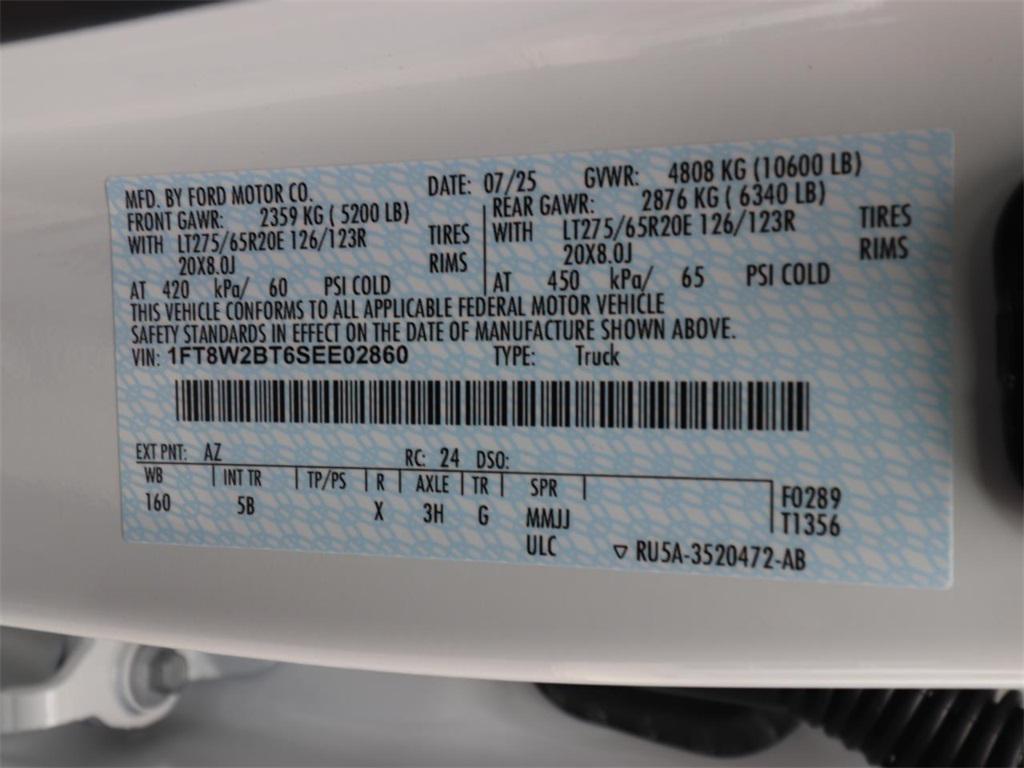 MFD. BY FORD MOTOR CO. DATE: 07/25 GVWR: 4808 KG (10600 LB)
FRONT GAWR: 2359 KG ( 5200 LB) REAR GAWR: 2876 KG ( 6340 LB)
WITH LT275/65R20E 126/123R TIRES WITH LT275/65R20E 126/123R TIRES
20X8.0J RIMS 20X8.0J RIMS
AT 420 kPa/ 60 PSI COLD AT 450 kPa/ 65 PSI COLD
THIS VEHICLE CONFORMS TO ALL APPLICABLE FEDERAL MOTOR VEHICLE
SAFETY STANDARDS IN EFFECT ON THE DATE OF MANUFACTURE SHOWN ABOVE.
VIN: 1FT8W2BT6SEE02860 TYPE: Truck
EXT PNT: AZ RC: 24 DSO:
WB INT TR TP/PS R AXLE TR SPR
160 5B X 3H G MMJJ F0289
ULC T1356
RU5A-3520472-AB